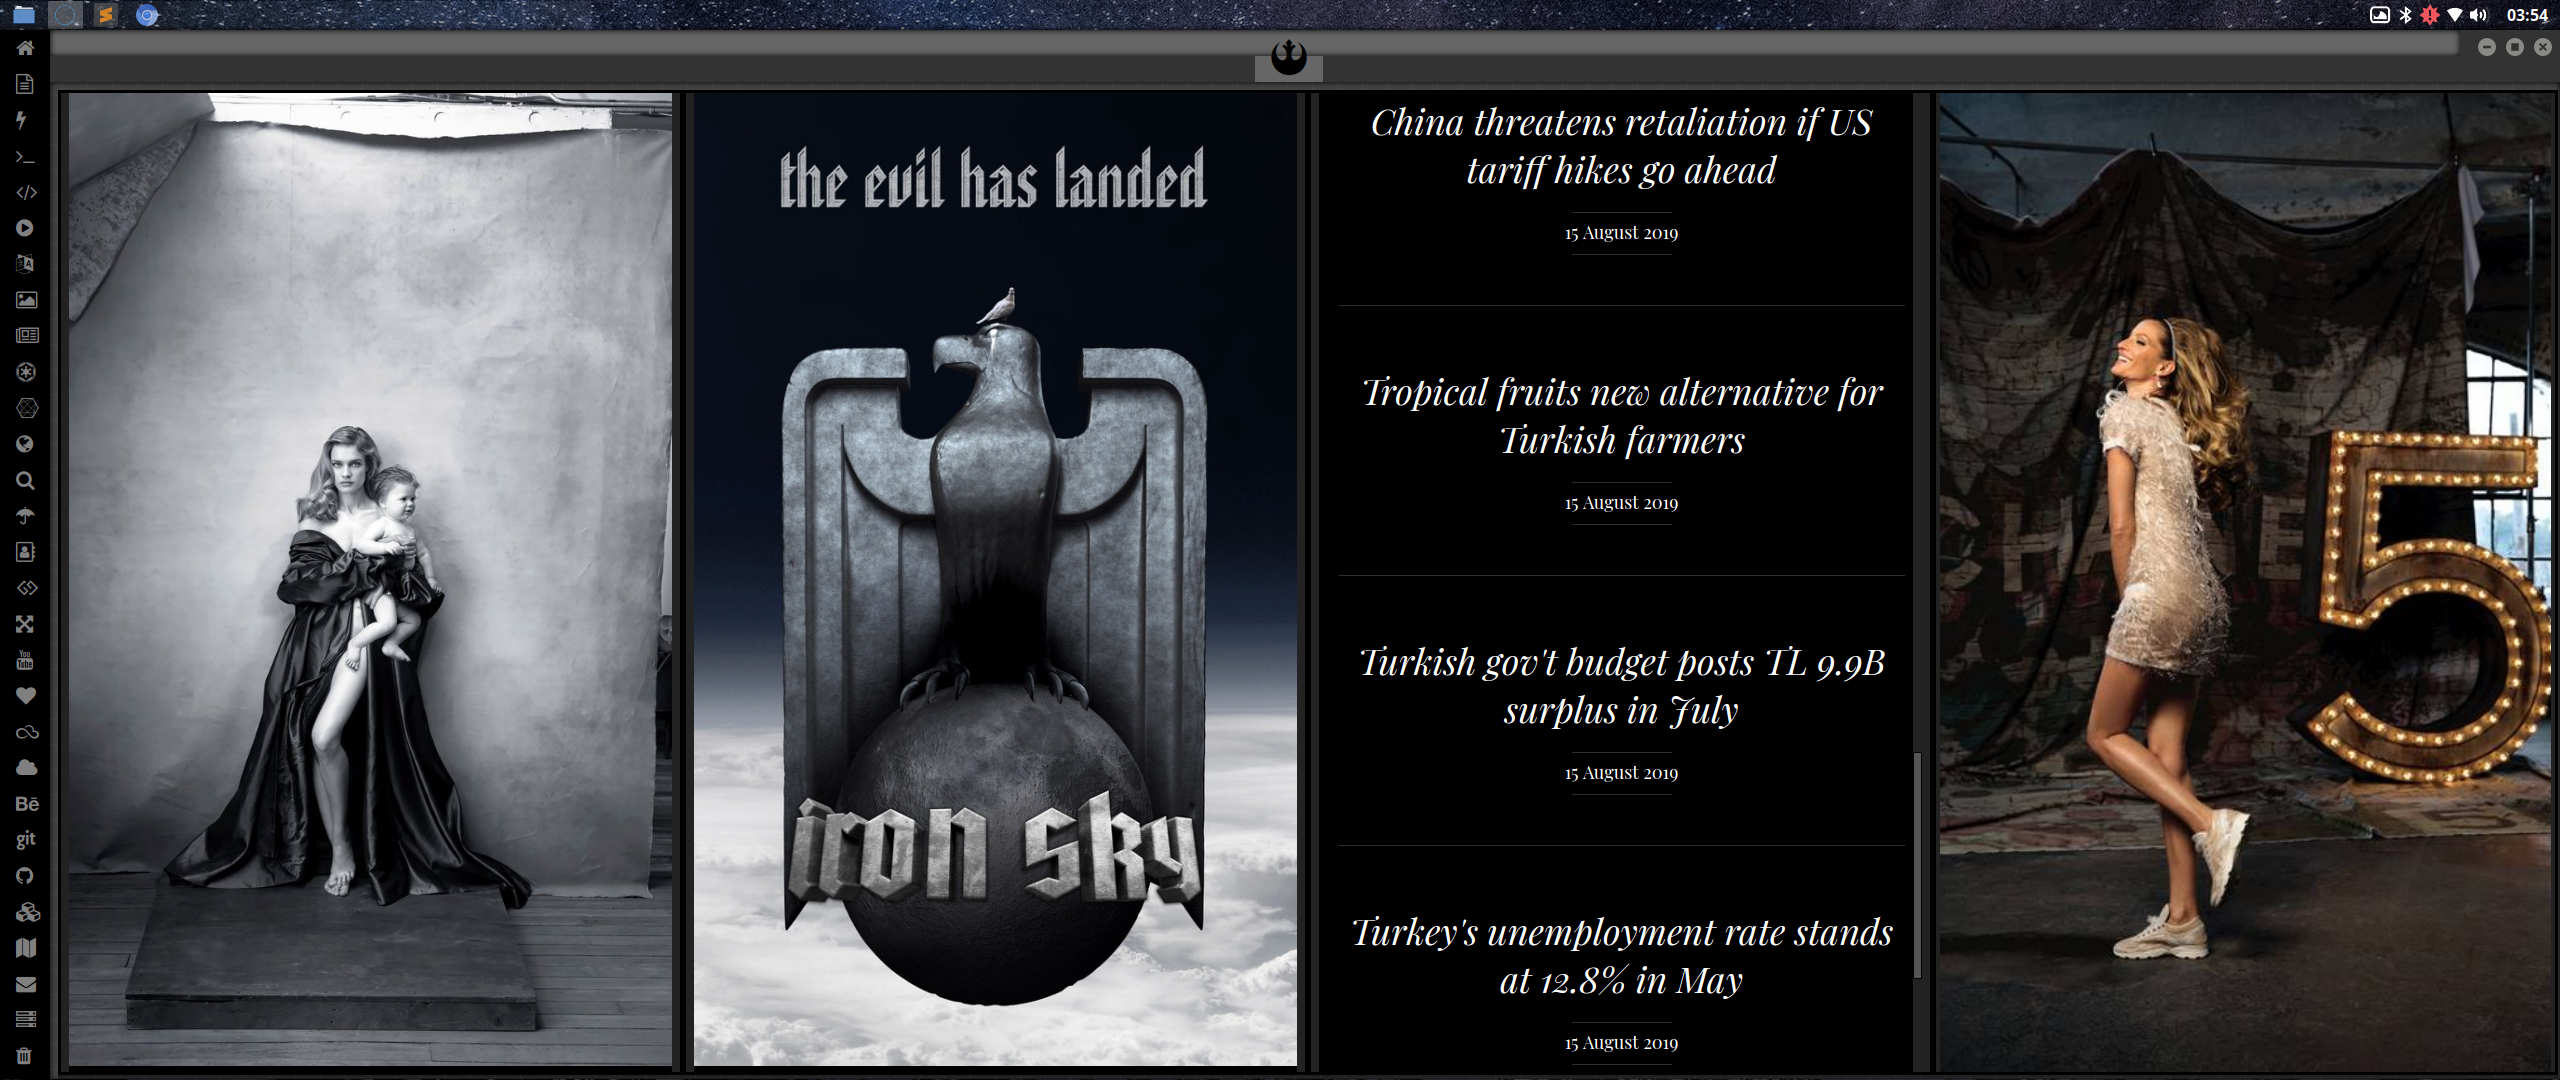 03:54
the evil has landed
iron sky
China threatens retaliation if US
tariff hikes go ahead
15 August 2019
Tropical fruits new alternative for
Turkish farmers
15 August 2019
Turkish gov't budget posts TL 9.9B
surplus in July
15 August 2019
Turkey's unemployment rate stands
at 12.8% in May
15 August 2019
5
You
Tube
Bē
git